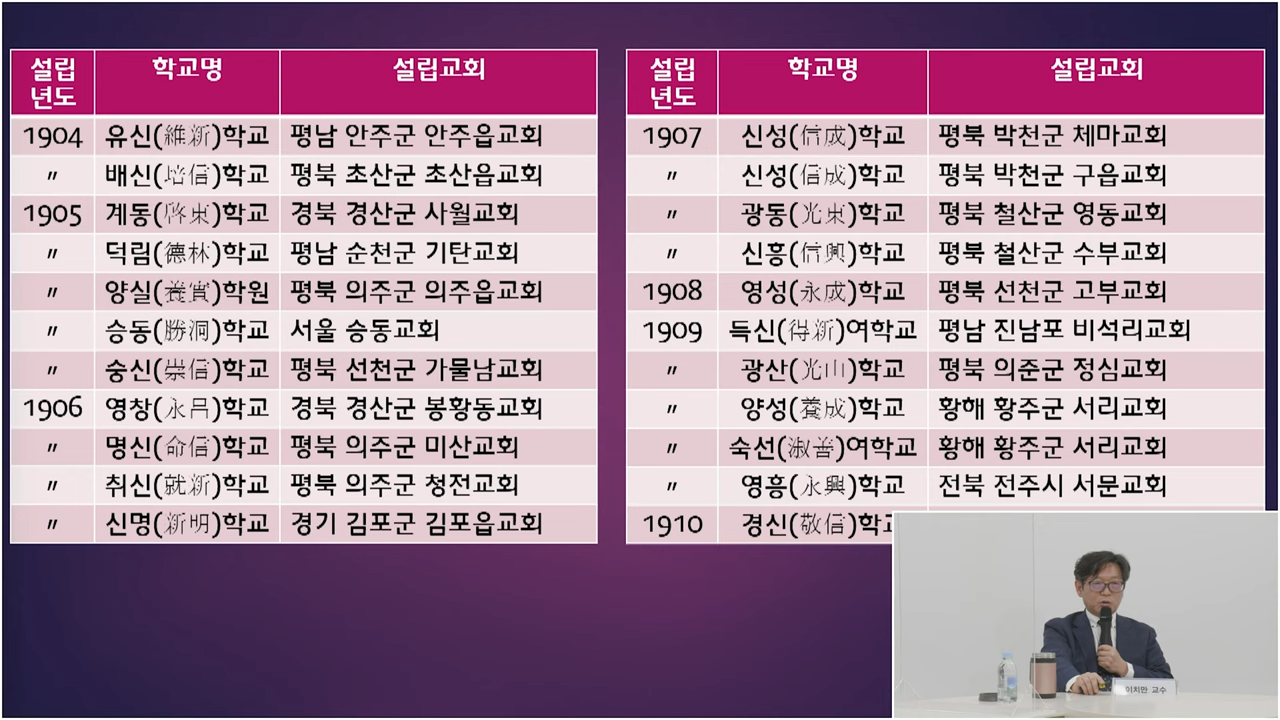 설립년도 학교명 설립교회
1904 유신(維新)학교 평남 안주군 안주읍교회
〃 배신(培信)학교 평북 초산군 초산읍교회
1905 계동(啓東)학교 경북 경산군 사월교회
〃 덕림(德林)학교 평남 순천군 기탄교회
〃 양실(養實)학원 평북 의주군 의주읍교회
〃 승동(勝洞)학교 서울 승동교회
〃 숭신(崇信)학교 평북 선천군 가물남교회
1906 영창(永昌)학교 경북 경산군 봉황동교회
〃 명신(命信)학교 평북 의주군 미산교회
〃 취신(就新)학교 평북 의주군 청전교회
〃 신명(新明)학교 경기 김포군 김포읍교회
설립년도 학교명 설립교회
1907 신성(信成)학교 평북 박천군 체마교회
〃 신성(信成)학교 평북 박천군 구읍교회
〃 광동(光東)학교 평북 철산군 영동교회
〃 신흥(信興)학교 평북 철산군 수부교회
1908 영성(永成)학교 평북 선천군 고부교회
1909 득신(得新)여학교 평남 진남포 비석리교회
〃 광산(光山)학교 평북 의준군 정심교회
〃 양성(養成)학교 황해 황주군 서리교회
〃 숙선(淑善)여학교 황해 황주군 서리교회
〃 영흥(永興)학교 전북 전주시 서문교회
1910 경신(敬信)학교
이치만 교수